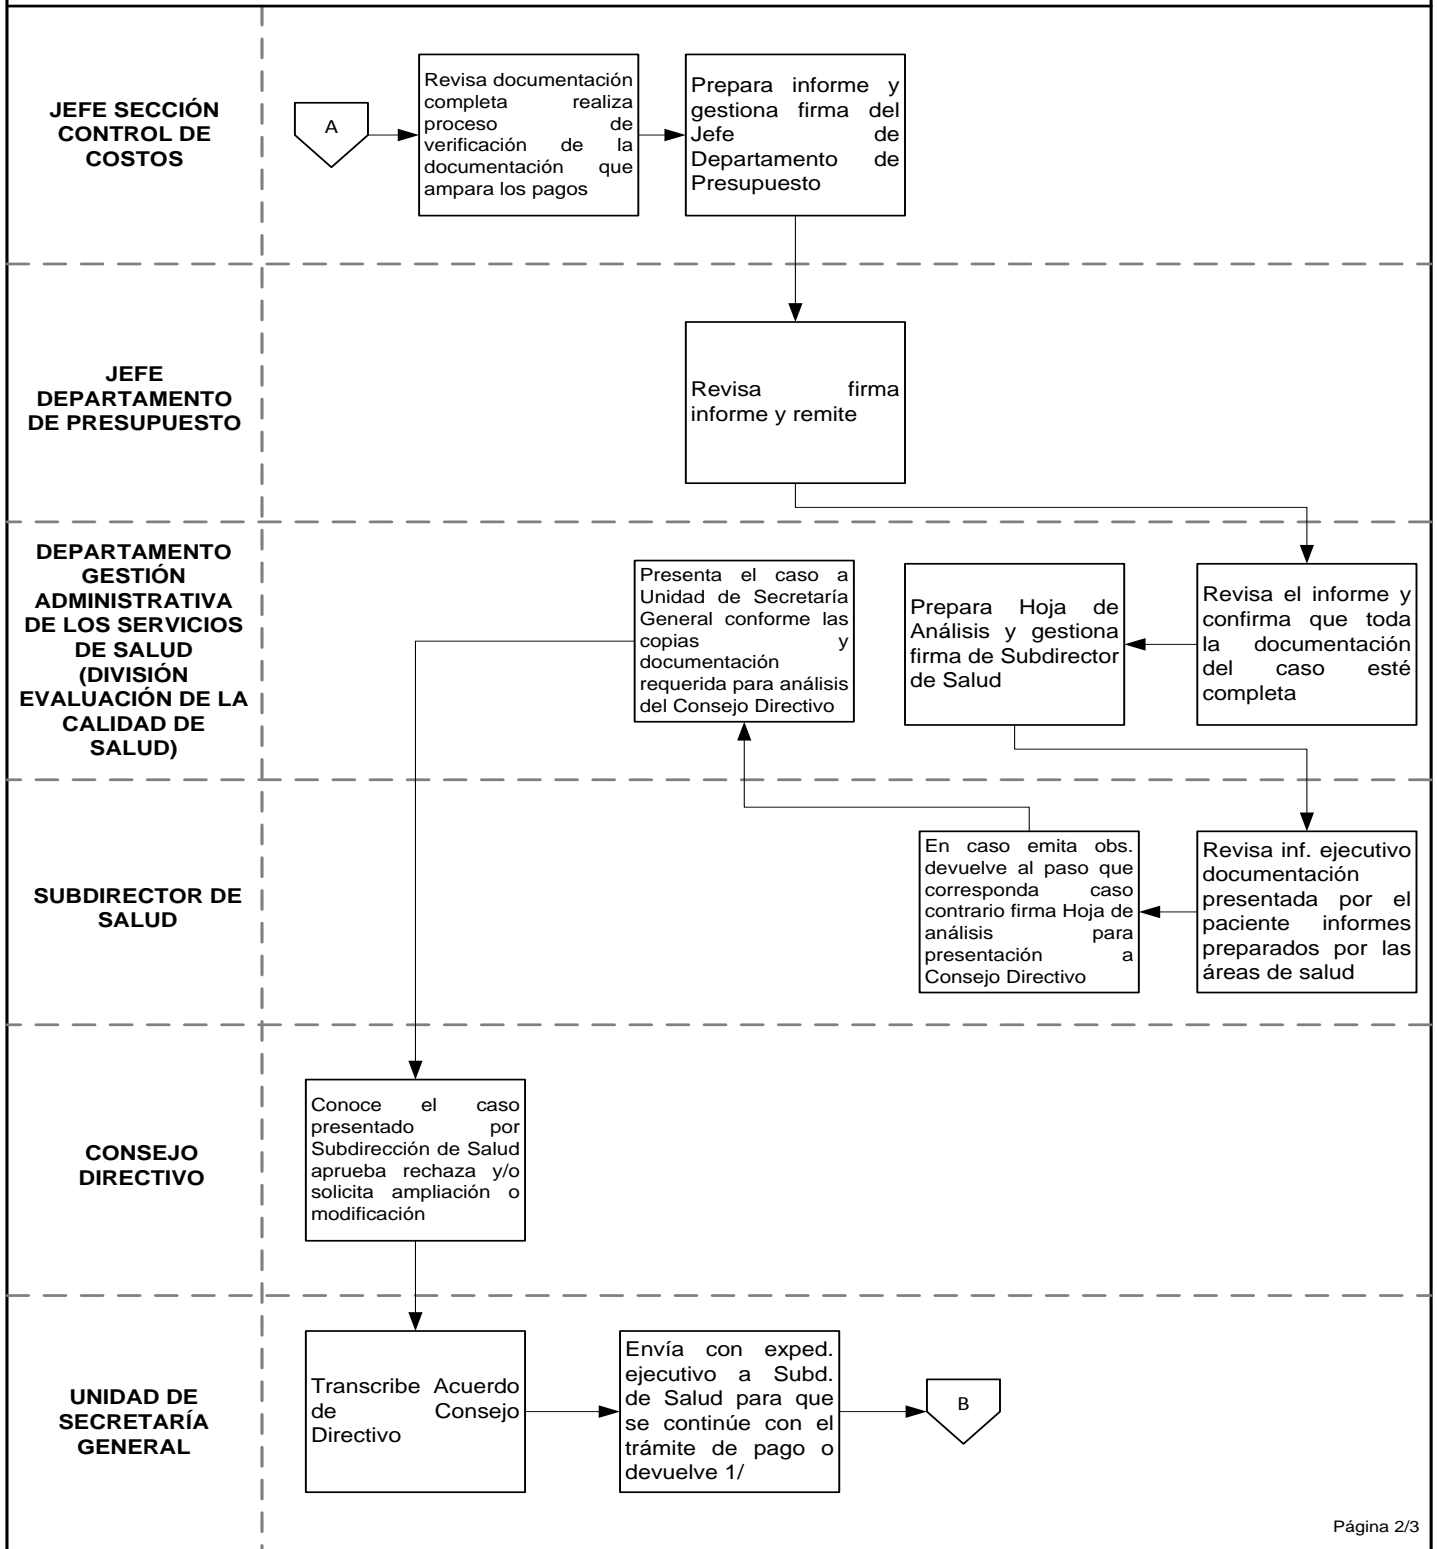 JEFE SECCIÓN
CONTROL DE
COSTOS
A
Revisa documentación
completa realiza
proceso de
verificación de la
documentación que
ampara los pagos
Prepara informe y
gestiona firma del
Jefe de
Departamento de
Presupuesto
JEFE
DEPARTAMENTO
DE PRESUPUESTO
Revisa firma
informe y remite
DEPARTAMENTO
GESTIÓN
ADMINISTRATIVA
DE LOS SERVICIOS
DE SALUD
(DIVISIÓN
EVALUACIÓN DE LA
CALIDAD DE
SALUD)
Presenta el caso a
Unidad de Secretaría
General conforme las
copias y
documentación
requerida para análisis
del Consejo Directivo
Prepara Hoja de
Análisis y gestiona
firma de Subdirector
de Salud
Revisa el informe y
confirma que toda
la documentación
del caso esté
completa
SUBDIRECTOR DE
SALUD
En caso emita obs.
devuelve al paso que
corresponda caso
contrario firma Hoja de
análisis para
presentación a
Consejo Directivo
Revisa inf. ejecutivo
documentación
presentada por el
paciente informes
preparados por las
áreas de salud
CONSEJO
DIRECTIVO
Conoce el caso
presentado por
Subdirección de Salud
aprueba rechaza y/o
solicita ampliación o
modificación
UNIDAD DE
SECRETARÍA
GENERAL
Transcribe Acuerdo
de Consejo
Directivo
Envía con exped.
ejecutivo a Subd.
de Salud para que
se continúe con el
trámite de pago o
devuelve 1/
B
Página 2/3